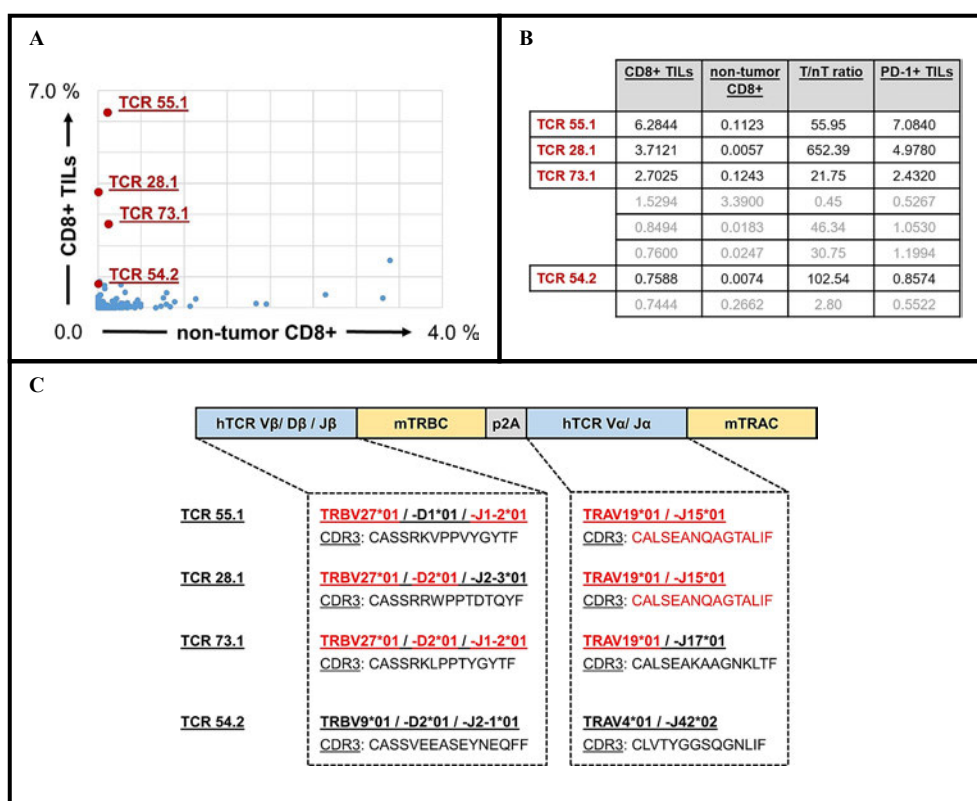 A
7.0 %
TCR 55.1
TCR 28.1
TCR 73.1
TCR 54.2
CD8+ TILs
0.0
non-tumor CD8+
4.0 %
B
CD8+ TILs non-tumor CD8+ T/nT ratio PD-1+ TILs
TCR 55.1 6.2844 0.1123 55.95 7.0840
TCR 28.1 3.7121 0.0057 652.39 4.9780
TCR 73.1 2.7025 0.1243 21.75 2.4320
1.5294 3.3900 0.45 0.5267
0.8494 0.0183 46.34 1.0530
0.7600 0.0247 30.75 1.1994
TCR 54.2 0.7588 0.0074 102.54 0.8574
0.7444 0.2662 2.80 0.5522
C
hTCR Vβ/ Dβ / Jβ mTRBC p2A hTCR Vα/ Jα mTRAC
TCR 55.1 TRBV27*01 / -D1*01 / -J1-2*01 TRAV19*01 / -J15*01
CDR3: CASSRKVPPVYGYTF CDR3: CALSEANQAGTALIF
TCR 28.1 TRBV27*01 / -D2*01 / -J2-3*01 TRAV19*01 / -J15*01
CDR3: CASSRRWPPTDTQYF CDR3: CALSEANQAGTALIF
TCR 73.1 TRBV27*01 / -D2*01 / -J1-2*01 TRAV19*01 / -J17*01
CDR3: CASSRKLPPTYGYTF CDR3: CALSEAKAAGNKLTF
TCR 54.2 TRBV9*01 / -D2*01 / -J2-1*01 TRAV4*01 / -J42*02
CDR3: CASSVEEASEYNEQFF CDR3: CLVTYGGSQGNLIF